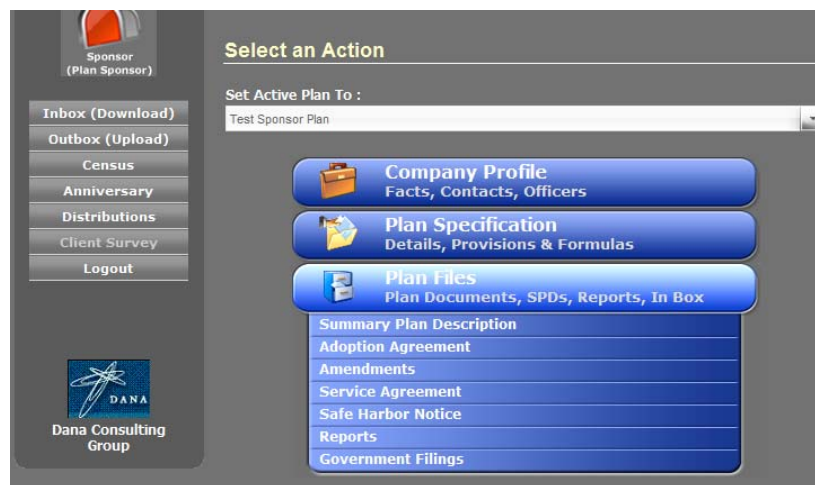 Sponsor
(Plan Sponsor)
Inbox (Download)
Outbox (Upload)
Census
Anniversary
Distributions
Client Survey
Logout
DANA
Dana Consulting
Group
Select an Action
Set Active Plan To :
Test Sponsor Plan
Company Profile
Facts, Contacts, Officers
Plan Specification
Details, Provisions & Formulas
Plan Files
Plan Documents, SPDs, Reports, In Box
Summary Plan Description
Adoption Agreement
Amendments
Service Agreement
Safe Harbor Notice
Reports
Government Filings